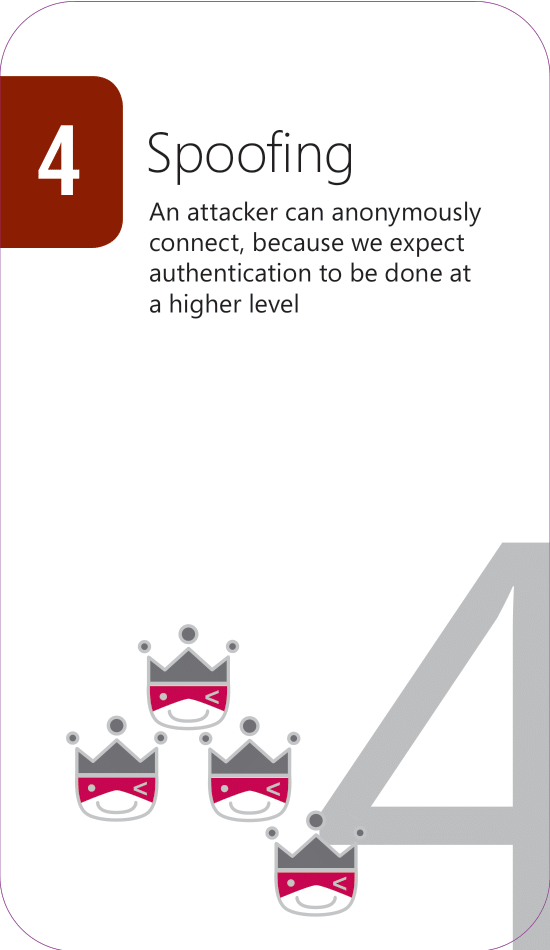 4
Spoofing
An attacker can anonymously
connect, because we expect
authentication to be done at
a higher level
4